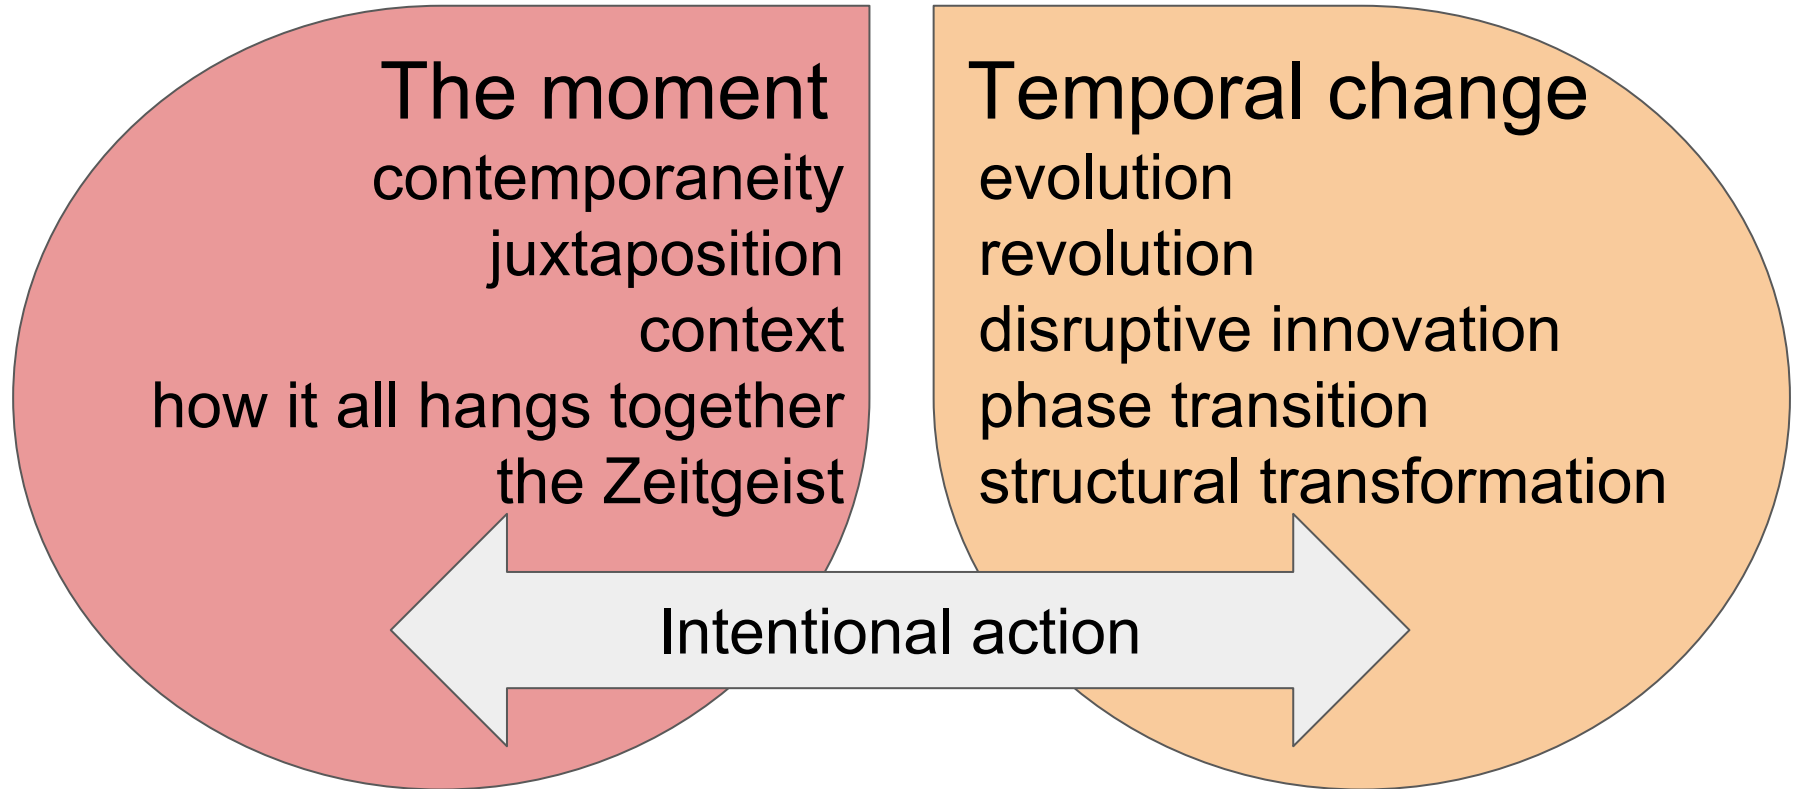 The moment
contemporaneity
juxtaposition
context
how it all hangs together
the Zeitgeist
Temporal change
evolution
revolution
disruptive innovation
phase transition
structural transformation
Intentional action